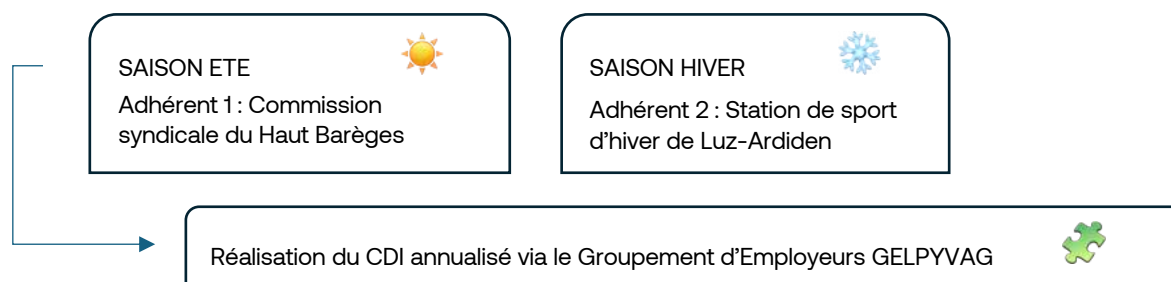 SAISON ETE
Adhérent 1 : Commission
syndicale du Haut Barèges
SAISON HIVER
Adhérent 2 : Station de sport
d’hiver de Luz-Ardiden
Réalisation du CDI annualisé via le Groupement d’Employeurs GELPYVAG